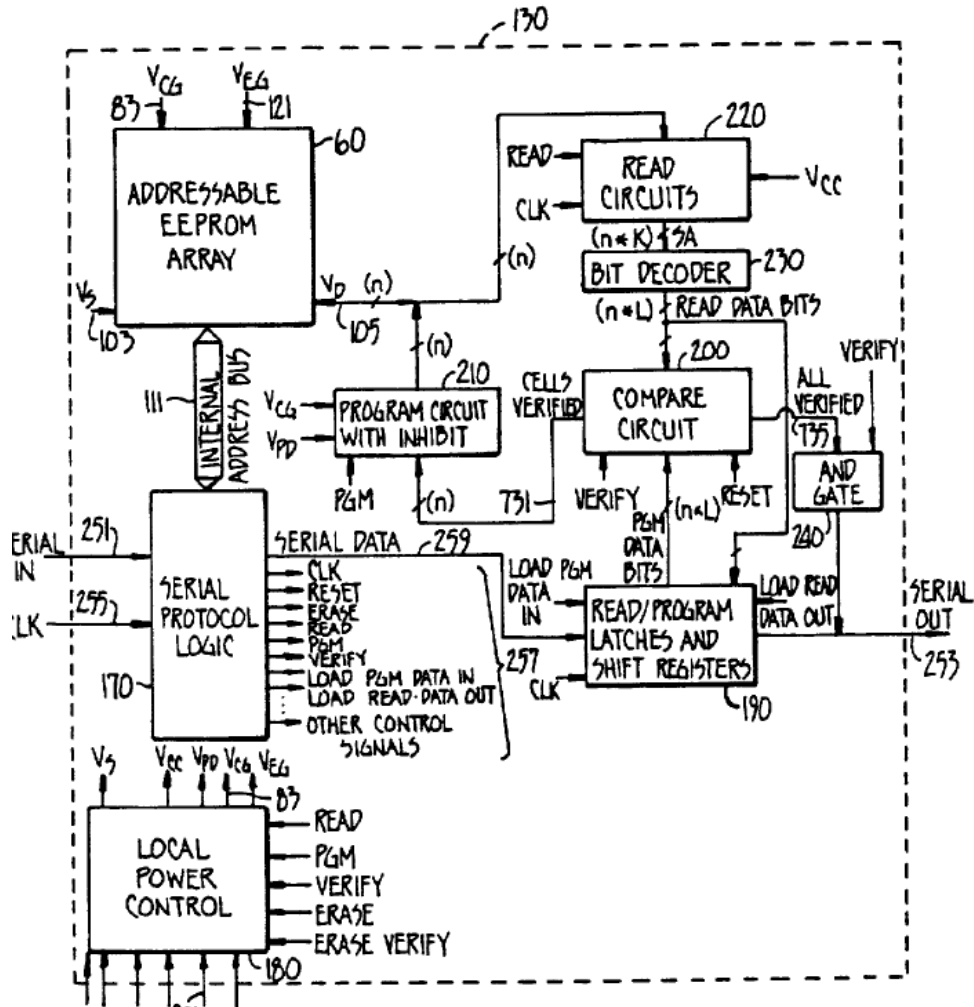 130
VCG
83
VEG
121
60
ADDRESSABLE
EEPROM
ARRAY
VS
103
VD
(n)
105
220
READ
READ
CIRCUITS
VCC
CLK
(n*K)
SA
(n)
BIT DECODER
230
(n*L)
READ DATA BITS
200
VERIFY
(n)
210
CELLS
VERIFIED
COMPARE
CIRCUIT
ALL
VERIFIED
735
111
INTERNAL
ADDRESS BUS
VCG
VPD
PROGRAM CIRCUIT
WITH INHIBIT
PGM
(n)
731
VERIFY
(n*L)
RESET
PGM
DATA
BITS
AND
GATE
240
ERIAL
IN
251
255
CLK
SERIAL
PROTOCOL
LOGIC
170
SERIAL DATA
259
CLK
RESET
ERASE
READ
PGM
VERIFY
LOAD PGM DATA IN
LOAD READ·DATA OUT
OTHER CONTROL
SIGNALS
257
LOAD PGM
DATA
IN
READ/PROGRAM
LATCHES AND
SHIFT REGISTERS
CLK
190
LOAD READ
DATA OUT
SERIAL
OUT
253
VS
VCC
VPD
VCG
VEG
83
LOCAL
POWER
CONTROL
180
READ
PGM
VERIFY
ERASE
ERASE VERIFY